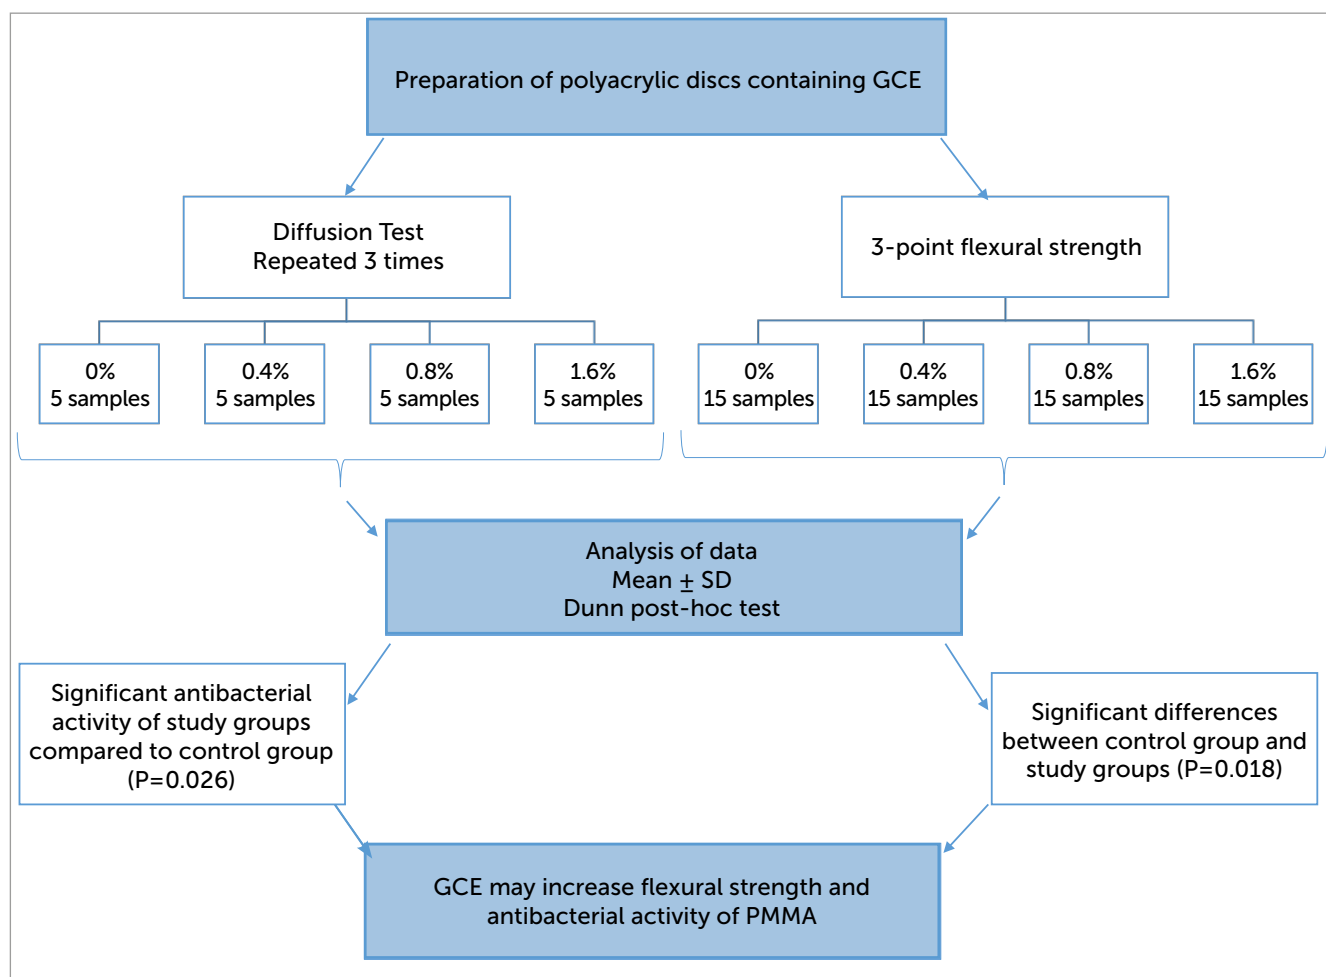 Preparation of polyacrylic discs containing GCE
Diffusion Test
Repeated 3 times
3-point flexural strength
0%
5 samples
0.4%
5 samples
0.8%
5 samples
1.6%
5 samples
0%
15 samples
0.4%
15 samples
0.8%
15 samples
1.6%
15 samples
Analysis of data
Mean ± SD
Dunn post-hoc test
Significant antibacterial
activity of study groups
compared to control group
(P=0.026)
Significant differences
between control group and
study groups (P=0.018)
GCE may increase flexural strength and
antibacterial activity of PMMA